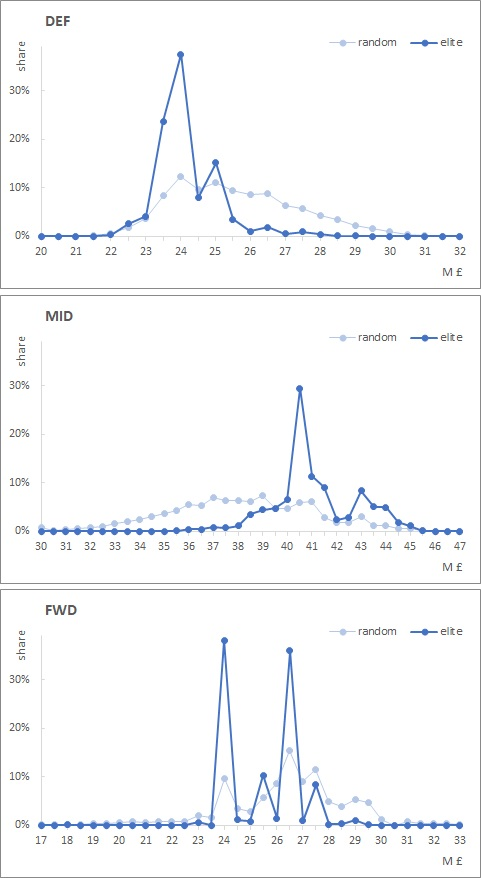 DEF
share
random elite
30%
20%
10%
0%
20 21 22 23 24 25 26 27 28 29 30 31 32
M £
MID
share
random elite
30%
20%
10%
0%
30 31 32 33 34 35 36 37 38 39 40 41 42 43 44 45 46 47
M £
FWD
share
random elite
30%
20%
10%
0%
17 18 19 20 21 22 23 24 25 26 27 28 29 30 31 32 33
M £